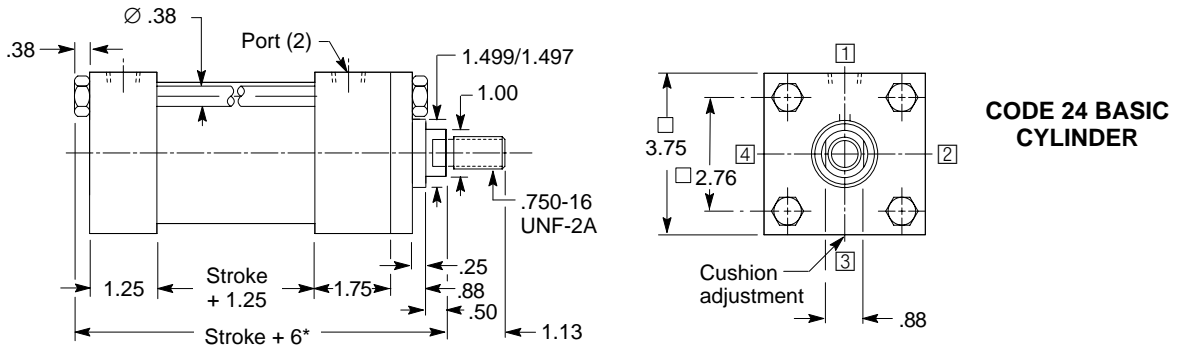 Ø .38
.38
Port (2)
1.499/1.497
1.00
.750-16
UNF-2A
.25
1.25
Stroke
+ 1.25
1.75
.88
.50
Stroke + 6*
1.13
1
3.75
2.76
4
2
3
Cushion
adjustment
.88
CODE 24 BASIC
CYLINDER